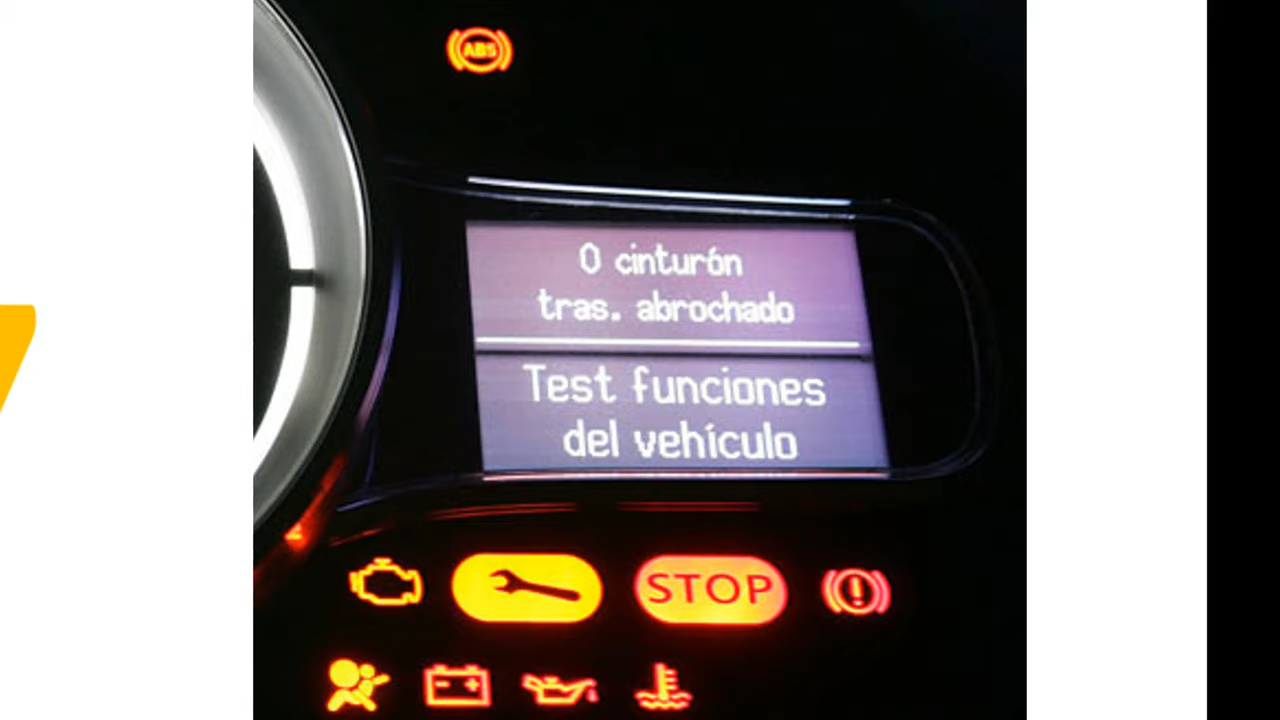 ABS
0 cinturón
tras. abrochado
Test funciones
del vehículo
STOP